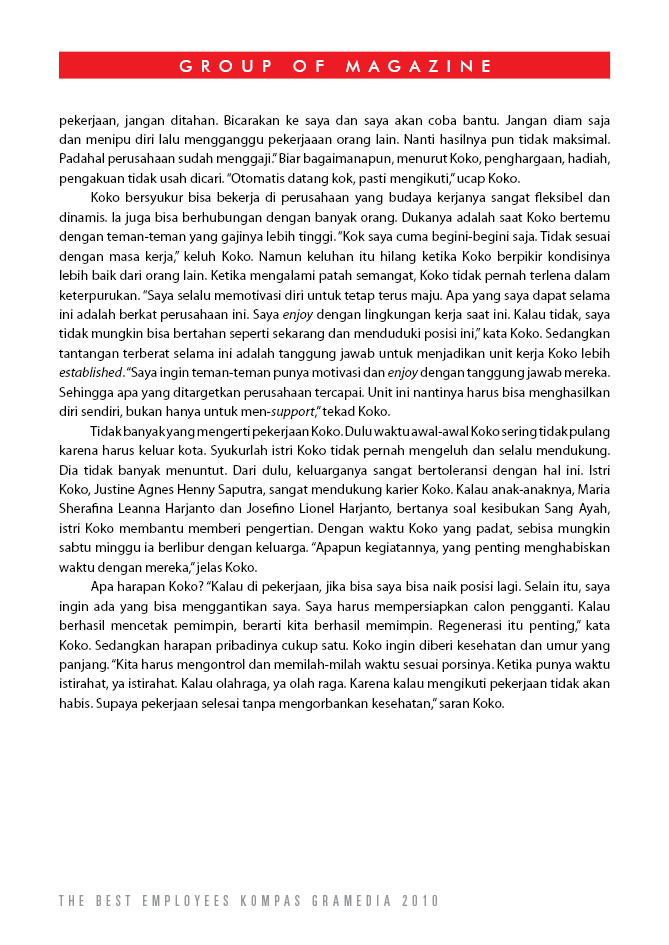 GROUP OF MAGAZINE
pekerjaan, jangan ditahan. Bicarakan ke saya dan saya akan coba bantu. Jangan diam saja
dan menipu diri lalu mengganggu pekerjaaan orang lain. Nanti hasilnya pun tidak maksimal.
Padahal perusahaan sudah menggaji.” Biar bagaimanapun, menurut Koko, penghargaan, hadiah,
pengakuan tidak usah dicari. “Otomatis datang kok, pasti mengikuti,” ucap Koko.
Koko bersyukur bisa bekerja di perusahaan yang budaya kerjanya sangat fleksibel dan
dinamis. Ia juga bisa berhubungan dengan banyak orang. Dukanya adalah saat Koko bertemu
dengan teman-teman yang gajinya lebih tinggi. “Kok saya cuma begini-begini saja. Tidak sesuai
dengan masa kerja,” keluh Koko. Namun keluhan itu hilang ketika Koko berpikir kondisinya
lebih baik dari orang lain. Ketika mengalami patah semangat, Koko tidak pernah terlena dalam
keterpurukan. “Saya selalu memotivasi diri untuk tetap terus maju. Apa yang saya dapat selama
ini adalah berkat perusahaan ini. Saya enjoy dengan lingkungan kerja saat ini. Kalau tidak, saya
tidak mungkin bisa bertahan seperti sekarang dan menduduki posisi ini,” kata Koko. Sedangkan
tantangan terberat selama ini adalah tanggung jawab untuk menjadikan unit kerja Koko lebih
established. “Saya ingin teman-teman punya motivasi dan enjoy dengan tanggung jawab mereka.
Sehingga apa yang ditargetkan perusahaan tercapai. Unit ini nantinya harus bisa menghasilkan
diri sendiri, bukan hanya untuk men-support,” tekad Koko.
Tidak banyak yang mengerti pekerjaan Koko. Dulu waktu awal-awal Koko sering tidak pulang
karena harus keluar kota. Syukurlah istri Koko tidak pernah mengeluh dan selalu mendukung.
Dia tidak banyak menuntut. Dari dulu, keluarganya sangat bertoleransi dengan hal ini. Istri
Koko, Justine Agnes Henny Saputra, sangat mendukung karier Koko. Kalau anak-anaknya, Maria
Sherafina Leanna Harjanto dan Josefino Lionel Harjanto, bertanya soal kesibukan Sang Ayah,
istri Koko membantu memberi pengertian. Dengan waktu Koko yang padat, sebisa mungkin
sabtu minggu ia berlibur dengan keluarga. “Apapun kegiatannya, yang penting menghabiskan
waktu dengan mereka,” jelas Koko.
Apa harapan Koko? “Kalau di pekerjaan, jika bisa saya bisa naik posisi lagi. Selain itu, saya
ingin ada yang bisa menggantikan saya. Saya harus mempersiapkan calon pengganti. Kalau
berhasil mencetak pemimpin, berarti kita berhasil memimpin. Regenerasi itu penting,” kata
Koko. Sedangkan harapan pribadinya cukup satu. Koko ingin diberi kesehatan dan umur yang
panjang. “Kita harus mengontrol dan memilah-milah waktu sesuai porsinya. Ketika punya waktu
istirahat, ya istirahat. Kalau olahraga, ya olah raga. Karena kalau mengikuti pekerjaan tidak akan
habis. Supaya pekerjaan selesai tanpa mengorbankan kesehatan,” saran Koko.
THE BEST EMPLOYEES KOMPAS GRAMEDIA 2010